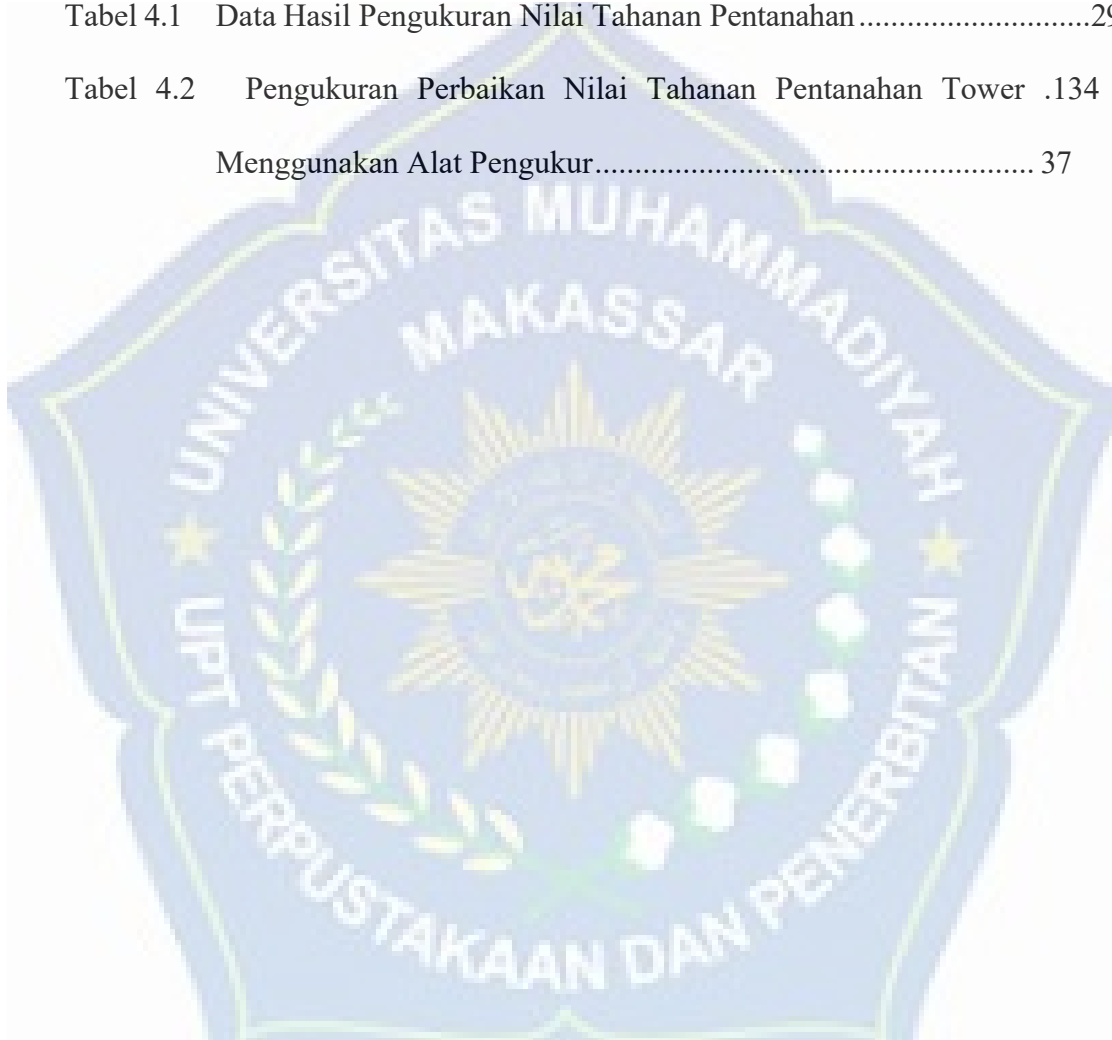 Tabel 4.1 Data Hasil Pengukuran Nilai Tahanan Pentanahan.............................29
Tabel 4.2 Pengukuran Perbaikan Nilai Tahanan Pentanahan Tower .134
Menggunakan Alat Pengukur....................................................... 37
UNIVERSITAS MUHAMMADIYAH
MAKASSAR
UPT PERPUSTAKAAN DAN PENERBITAN